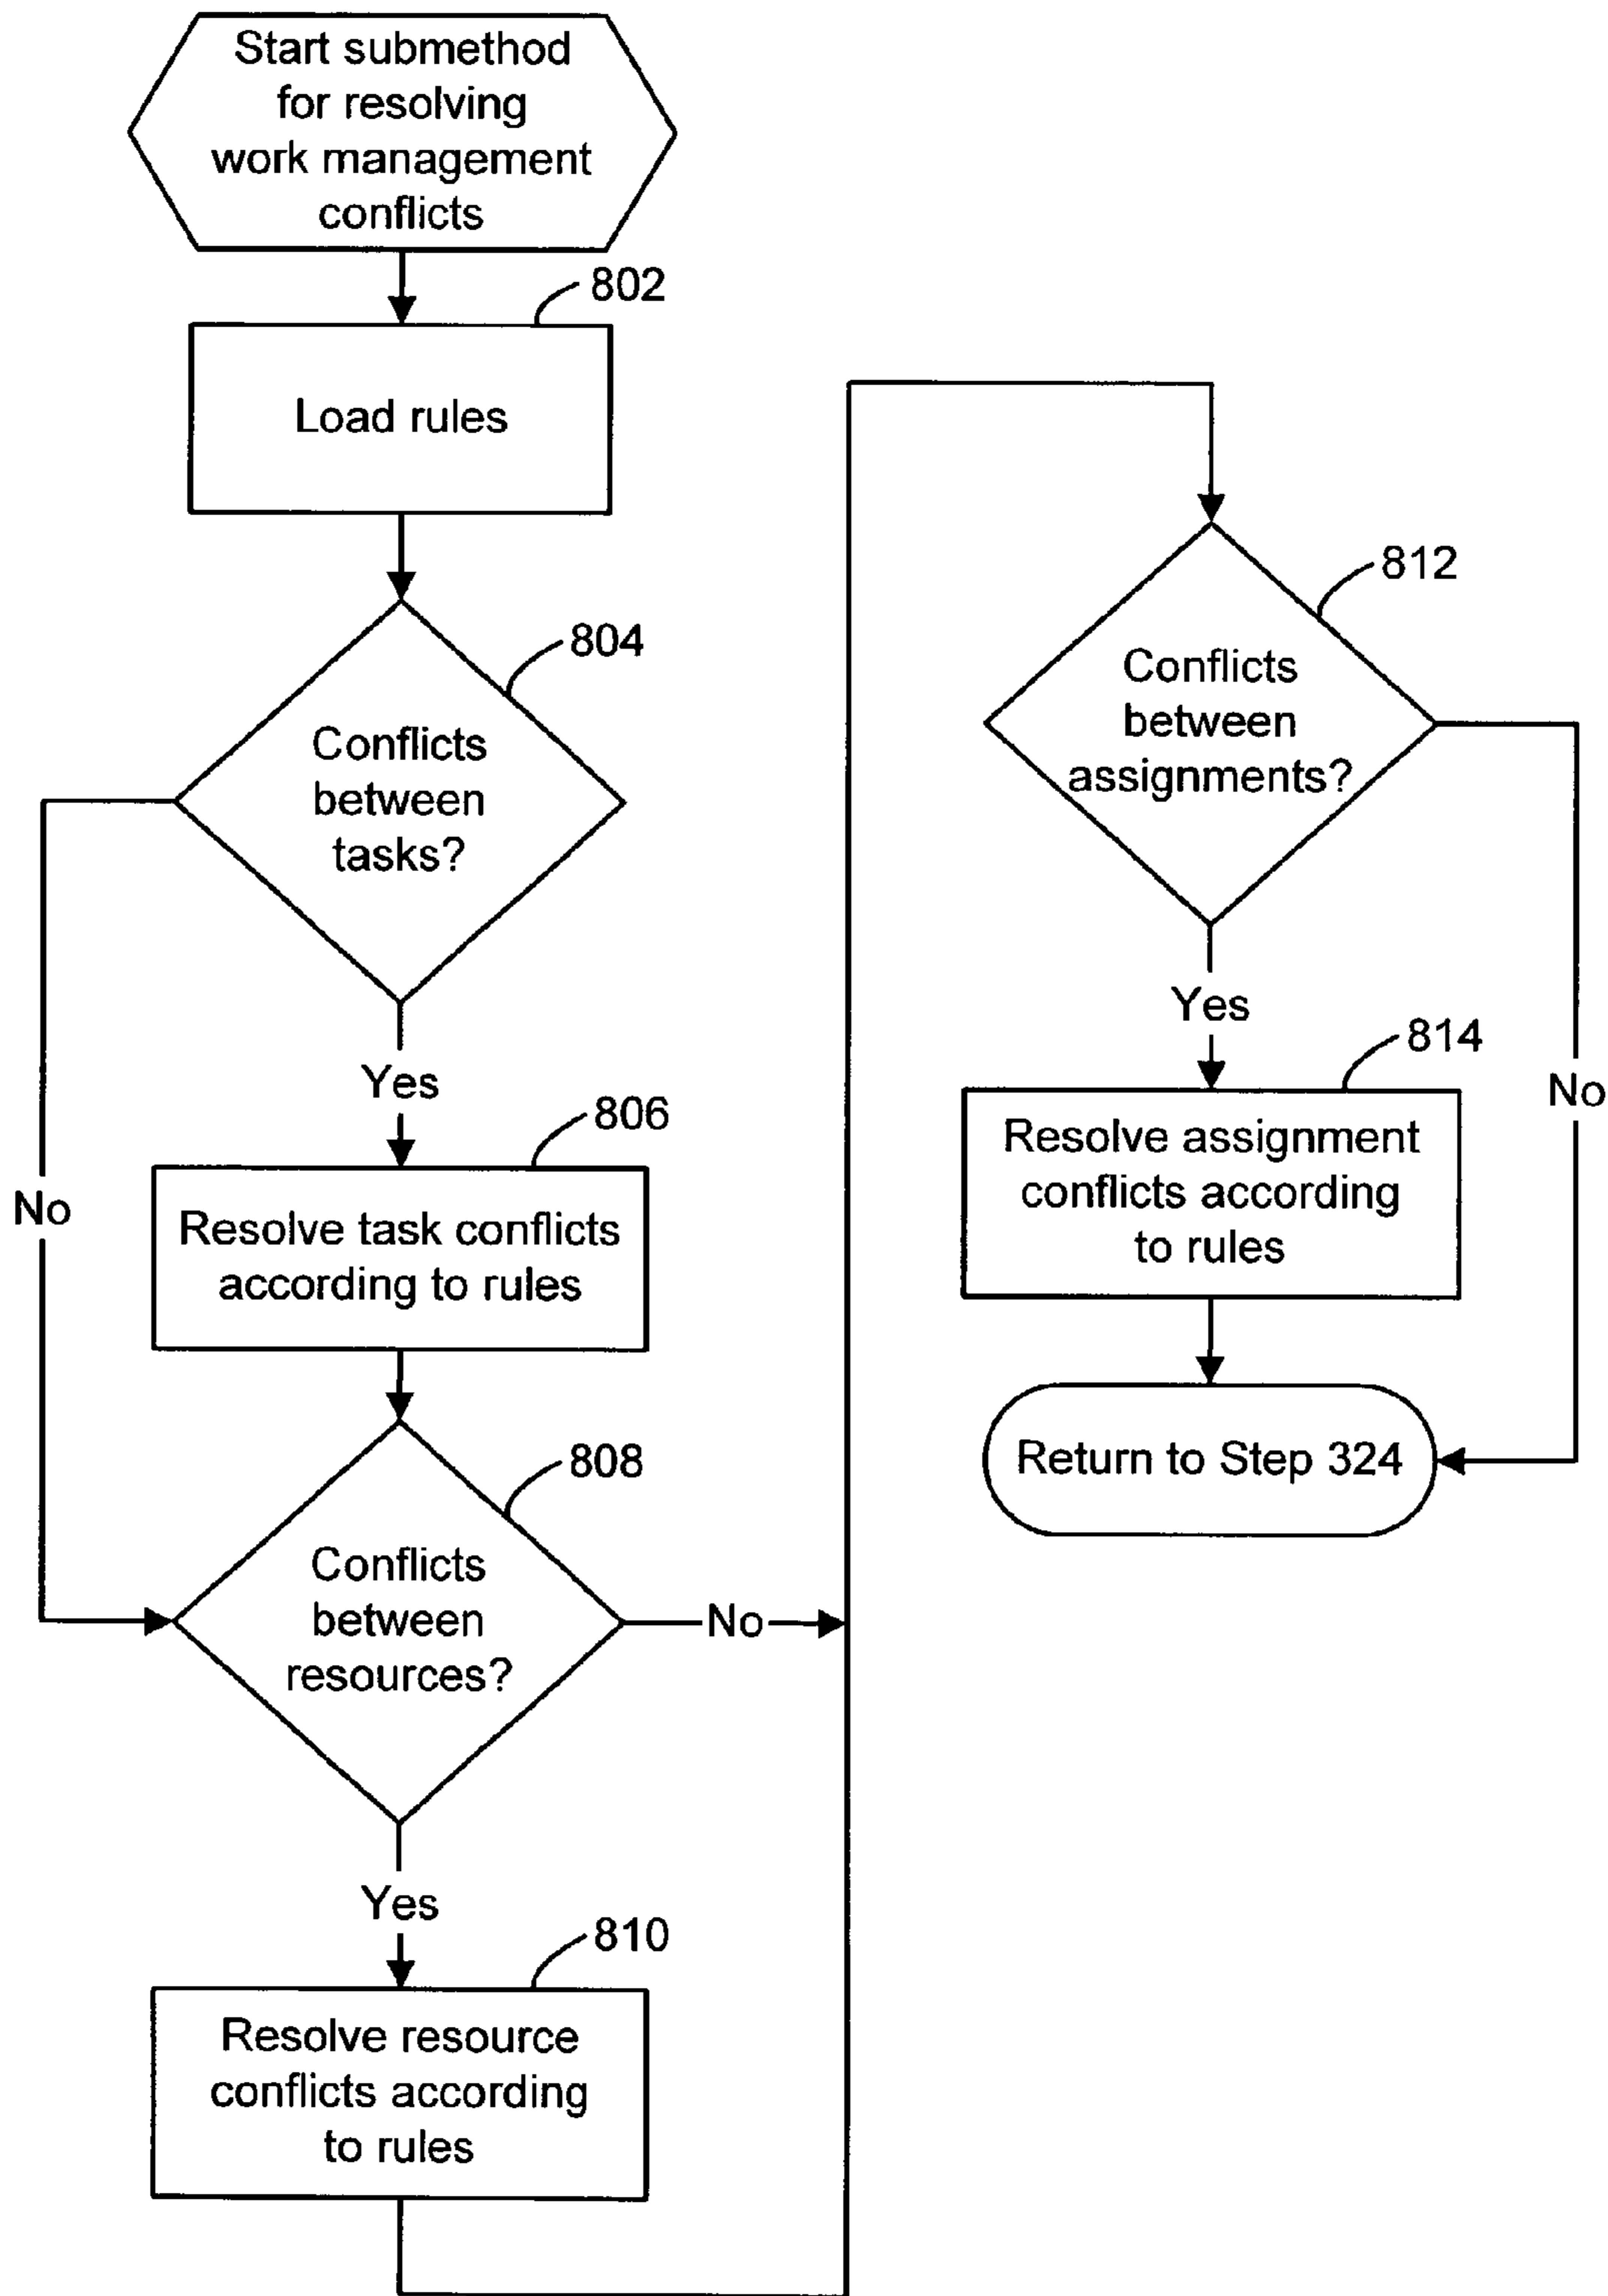 Start submethod
for resolving
work management
conflicts
802
Load rules
804
Conflicts
between
tasks?
Yes
No
806
Resolve task conflicts
according to rules
808
Conflicts
between
resources?
No
Yes
810
Resolve resource
conflicts according
to rules
812
Conflicts
between
assignments?
Yes
No
814
Resolve assignment
conflicts according
to rules
Return to Step 324